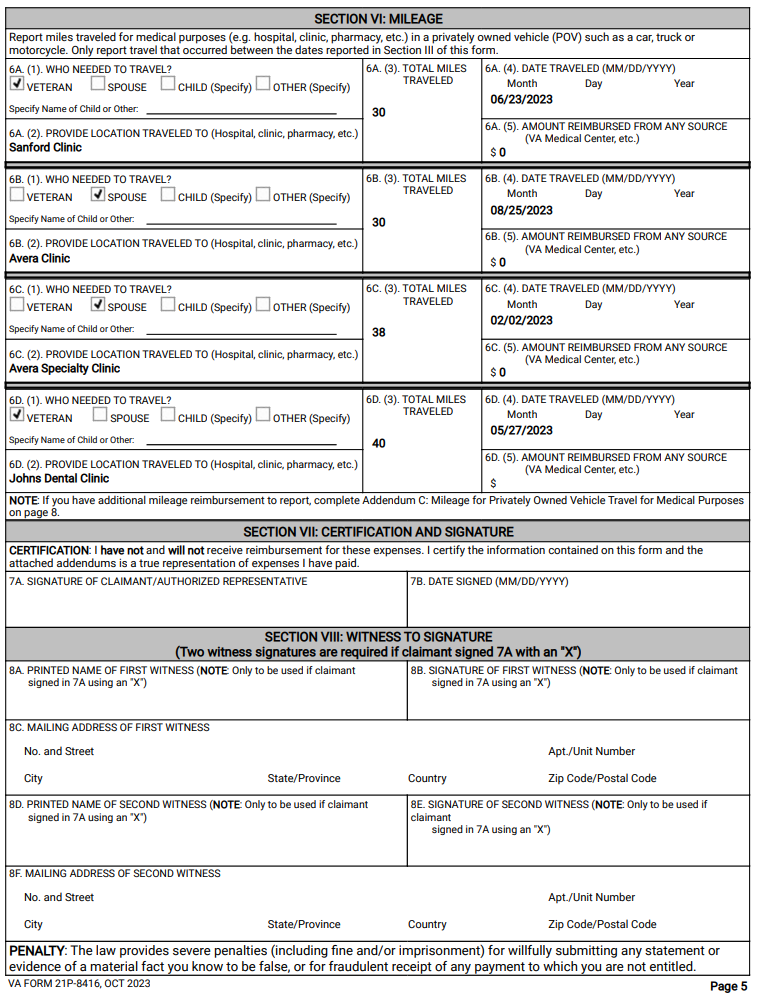 SECTION VI: MILEAGE
Report miles traveled for medical purposes (e.g. hospital, clinic, pharmacy, etc.) in a privately owned vehicle (POV) such as a car, truck or
motorcycle. Only report travel that occurred between the dates reported in Section III of this form.
6A. (1). WHO NEEDED TO TRAVEL?
VETERAN SPOUSE CHILD (Specify) OTHER (Specify)
Specify Name of Child or Other:
6A. (3). TOTAL MILES
TRAVELED
30
6A. (4). DATE TRAVELED (MM/DD/YYYY)
Month Day Year
06/23/2023
6A. (2). PROVIDE LOCATION TRAVELED TO (Hospital, clinic, pharmacy, etc.)
Sanford Clinic
6A. (5). AMOUNT REIMBURSED FROM ANY SOURCE
(VA Medical Center, etc.)
$ 0
6B. (1). WHO NEEDED TO TRAVEL?
VETERAN SPOUSE CHILD (Specify) OTHER (Specify)
Specify Name of Child or Other:
6B. (3). TOTAL MILES
TRAVELED
30
6B. (4). DATE TRAVELED (MM/DD/YYYY)
Month Day Year
08/25/2023
6B. (2). PROVIDE LOCATION TRAVELED TO (Hospital, clinic, pharmacy, etc.)
Avera Clinic
6B. (5). AMOUNT REIMBURSED FROM ANY SOURCE
(VA Medical Center, etc.)
$ 0
6C. (1). WHO NEEDED TO TRAVEL?
VETERAN SPOUSE CHILD (Specify) OTHER (Specify)
Specify Name of Child or Other:
6C. (3). TOTAL MILES
TRAVELED
38
6C. (4). DATE TRAVELED (MM/DD/YYYY)
Month Day Year
02/02/2023
6C. (2). PROVIDE LOCATION TRAVELED TO (Hospital, clinic, pharmacy, etc.)
Avera Specialty Clinic
6C. (5). AMOUNT REIMBURSED FROM ANY SOURCE
(VA Medical Center, etc.)
$ 0
6D. (1). WHO NEEDED TO TRAVEL?
VETERAN SPOUSE CHILD (Specify) OTHER (Specify)
Specify Name of Child or Other:
6D. (3). TOTAL MILES
TRAVELED
40
6D. (4). DATE TRAVELED (MM/DD/YYYY)
Month Day Year
05/27/2023
6D. (2). PROVIDE LOCATION TRAVELED TO (Hospital, clinic, pharmacy, etc.)
Johns Dental Clinic
6D. (5). AMOUNT REIMBURSED FROM ANY SOURCE
(VA Medical Center, etc.)
$
NOTE: If you have additional mileage reimbursement to report, complete Addendum C: Mileage for Privately Owned Vehicle Travel for Medical Purposes
on page 8.
SECTION VII: CERTIFICATION AND SIGNATURE
CERTIFICATION: I have not and will not receive reimbursement for these expenses. I certify the information contained on this form and the
attached addendums is a true representation of expenses I have paid.
7A. SIGNATURE OF CLAIMANT/AUTHORIZED REPRESENTATIVE
7B. DATE SIGNED (MM/DD/YYYY)
SECTION VIII: WITNESS TO SIGNATURE
(Two witness signatures are required if claimant signed 7A with an "X")
8A. PRINTED NAME OF FIRST WITNESS (NOTE: Only to be used if claimant
signed in 7A using an "X")
8B. SIGNATURE OF FIRST WITNESS (NOTE: Only to be used if claimant
signed in 7A using an "X")
8C. MAILING ADDRESS OF FIRST WITNESS
No. and Street Apt./Unit Number
City State/Province Country Zip Code/Postal Code
8D. PRINTED NAME OF SECOND WITNESS (NOTE: Only to be used if claimant
signed in 7A using an "X")
8E. SIGNATURE OF SECOND WITNESS (NOTE: Only to be used if
claimant
signed in 7A using an "X")
8F. MAILING ADDRESS OF SECOND WITNESS
No. and Street Apt./Unit Number
City State/Province Country Zip Code/Postal Code
PENALTY: The law provides severe penalties (including fine and/or imprisonment) for willfully submitting any statement or
evidence of a material fact you know to be false, or for fraudulent receipt of any payment to which you are not entitled.
VA FORM 21P-8416, OCT 2023 Page 5